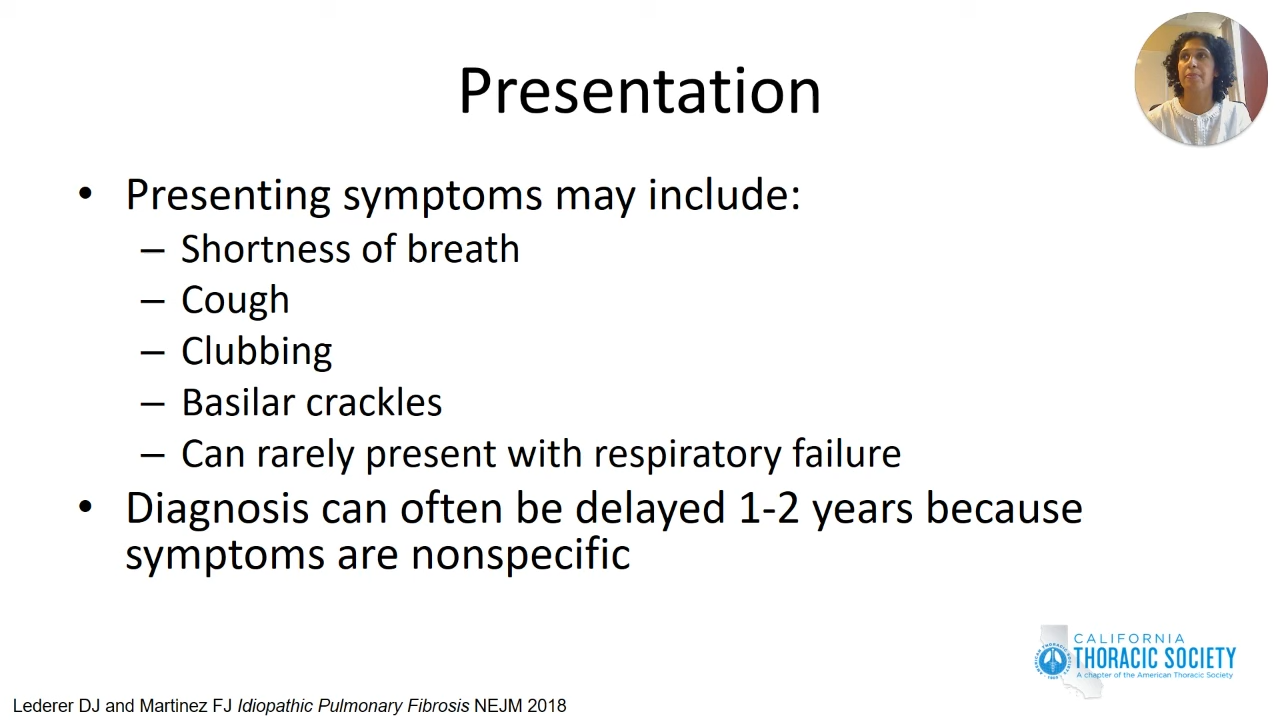 Presentation
• Presenting symptoms may include:
– Shortness of breath
– Cough
– Clubbing
– Basilar crackles
– Can rarely present with respiratory failure
• Diagnosis can often be delayed 1-2 years because
symptoms are nonspecific
CALIFORNIA
THORACIC SOCIETY
A chapter of the American Thoracic Society
Lederer DJ and Martinez FJ Idiopathic Pulmonary Fibrosis NEJM 2018